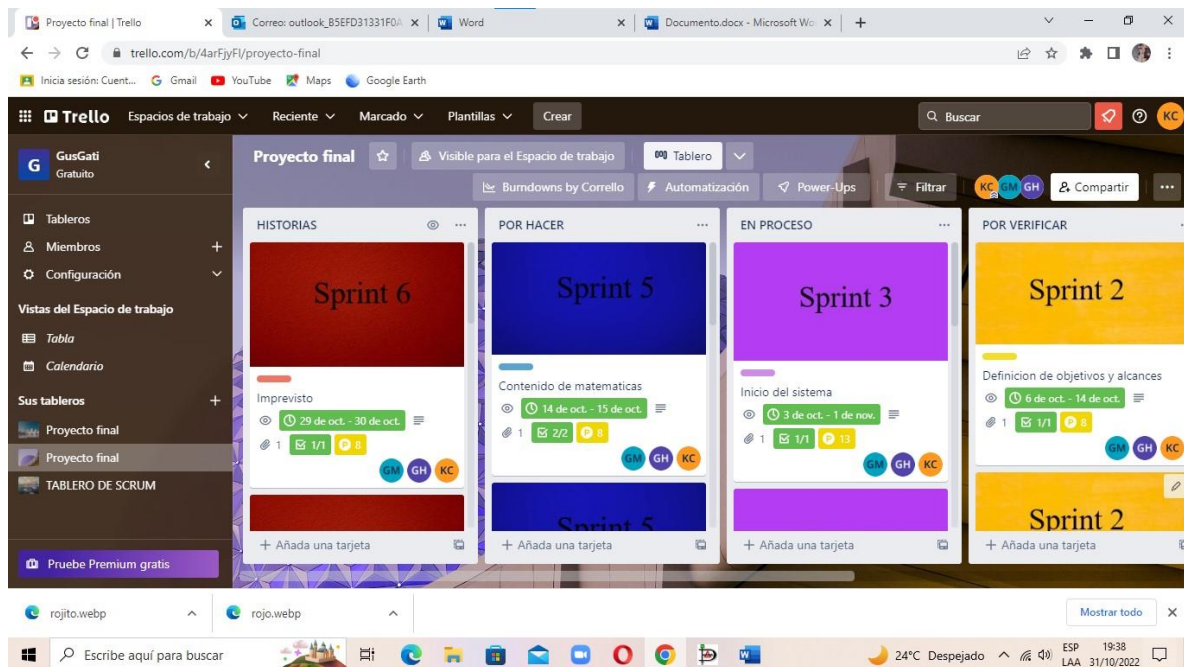 Proyecto final | Trello
Correo: outlook_B5EFD31331F0A
Word
Documento.docx - Microsoft Wo
trello.com/b/4arFjyFl/proyecto-final
Inicia sesión: Cuent...
Gmail
YouTube
Maps
Google Earth
Trello
Espacios de trabajo
Reciente
Marcado
Plantillas
Crear
Buscar
KC
G
GusGati
Gratuito
Proyecto final
Visible para el Espacio de trabajo
Tablero
Burndowns by Corrello
Automatización
Power-Ups
Filtrar
KC GM GH
Compartir
Tableros
Miembros
Configuración
Vistas del Espacio de trabajo
Tabla
Calendario
Sus tableros
Proyecto final
Proyecto final
TABLERO DE SCRUM
Pruebe Premium gratis
HISTORIAS
Sprint 6
Imprevisto
29 de oct. - 30 de oct.
1 1/1 P 8
GM GH KC
Añada una tarjeta
POR HACER
Sprint 5
Contenido de matematicas
14 de oct. - 15 de oct.
1 2/2 P 8
GM GH KC
Sprint 5
Añada una tarjeta
EN PROCESO
Sprint 3
Inicio del sistema
3 de oct. - 1 de nov.
1 1/1 P 13
GM GH KC
Añada una tarjeta
POR VERIFICAR
Sprint 2
Definicion de objetivos y alcances
6 de oct. - 14 de oct.
1 1/1 P 8
GM GH KC
Sprint 2
Añada una tarjeta
rojito.webp
rojo.webp
Mostrar todo
Escribe aquí para buscar
24°C Despejado
ESP
LAA
19:38
31/10/2022